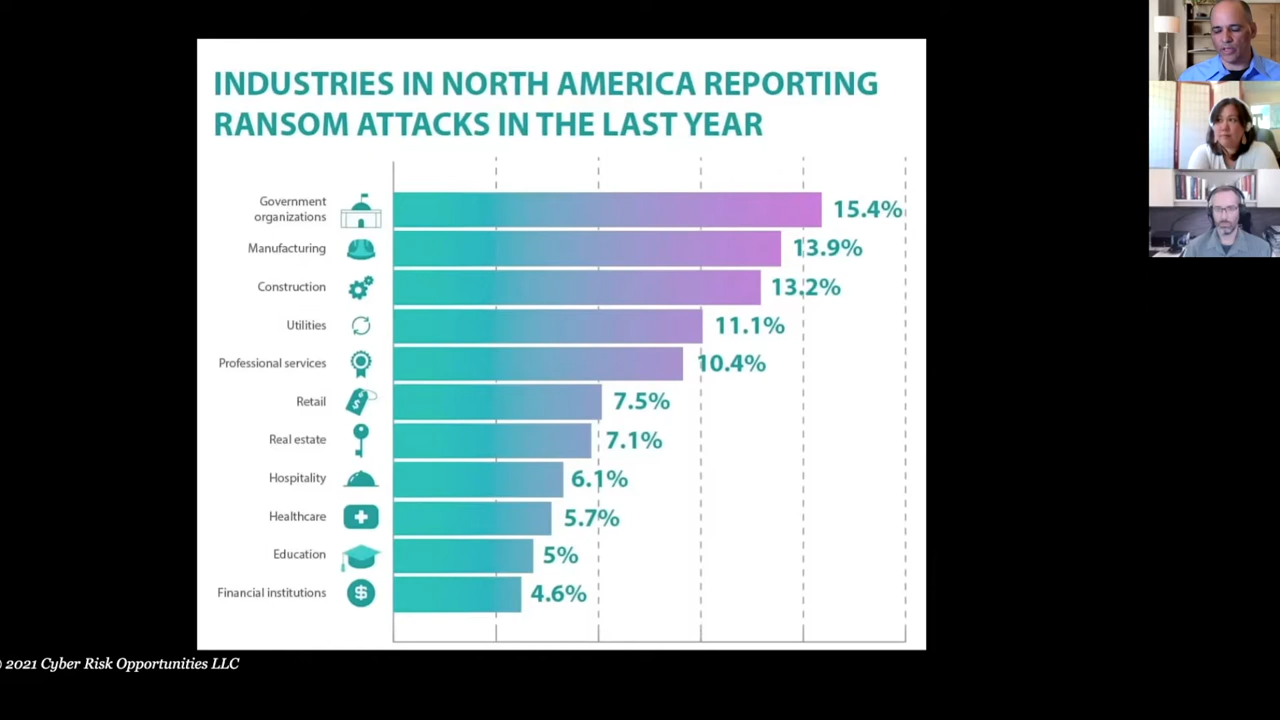 INDUSTRIES IN NORTH AMERICA REPORTING
RANSOM ATTACKS IN THE LAST YEAR
Government
organizations
15.4%
Manufacturing
13.9%
Construction
13.2%
Utilities
11.1%
Professional services
10.4%
Retail
7.5%
Real estate
7.1%
Hospitality
6.1%
Healthcare
5.7%
Education
5%
Financial institutions
4.6%
© 2021 Cyber Risk Opportunities LLC